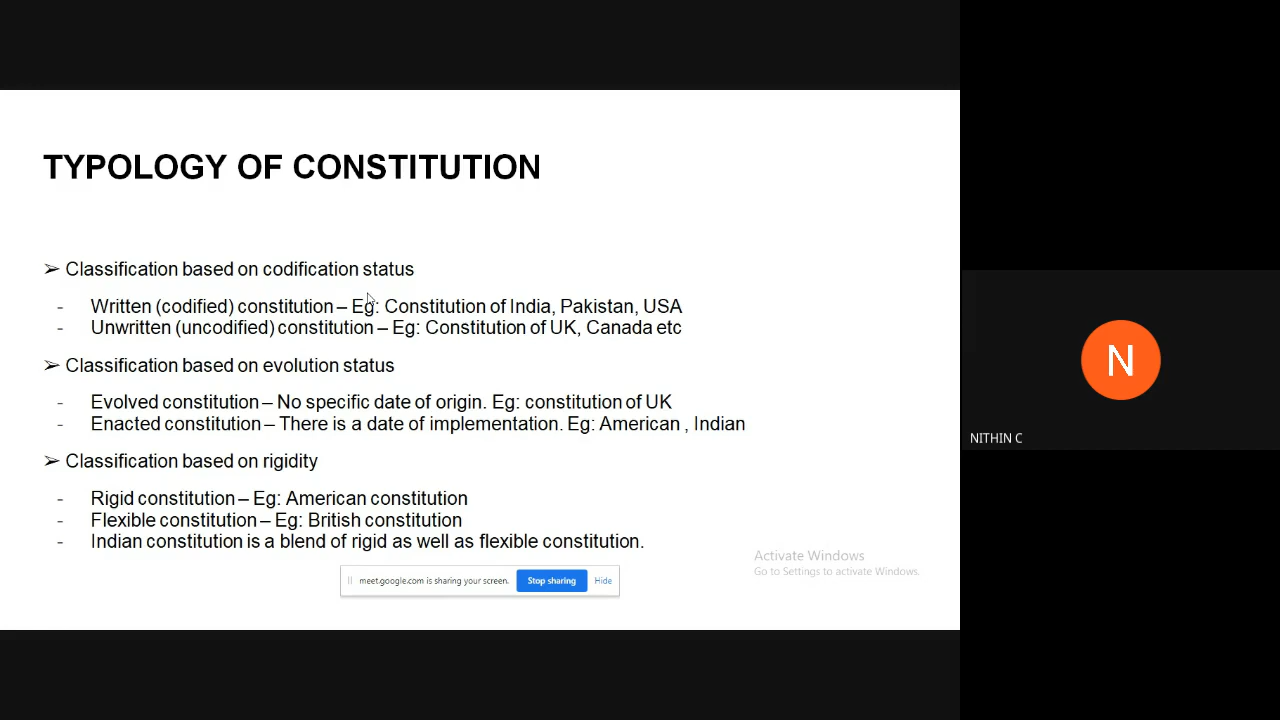 TYPOLOGY OF CONSTITUTION
➢ Classification based on codification status
- Written (codified) constitution – Eg: Constitution of India, Pakistan, USA
- Unwritten (uncodified) constitution – Eg: Constitution of UK, Canada etc
➢ Classification based on evolution status
- Evolved constitution – No specific date of origin. Eg: constitution of UK
- Enacted constitution – There is a date of implementation. Eg: American , Indian
➢ Classification based on rigidity
- Rigid constitution – Eg: American constitution
- Flexible constitution – Eg: British constitution
- Indian constitution is a blend of rigid as well as flexible constitution.
Activate Windows
Go to Settings to activate Windows.
meet.google.com is sharing your screen. Stop sharing Hide
N
NITHIN C